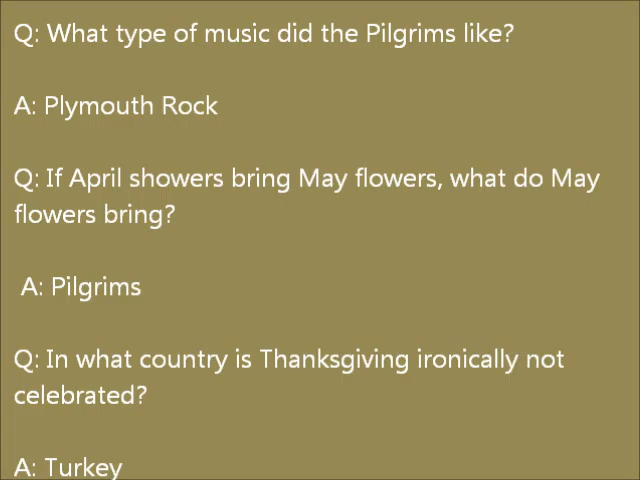 Q: What type of music did the Pilgrims like?
A: Plymouth Rock
Q: If April showers bring May flowers, what do May
flowers bring?
A: Pilgrims
Q: In what country is Thanksgiving ironically not
celebrated?
A: Turkey